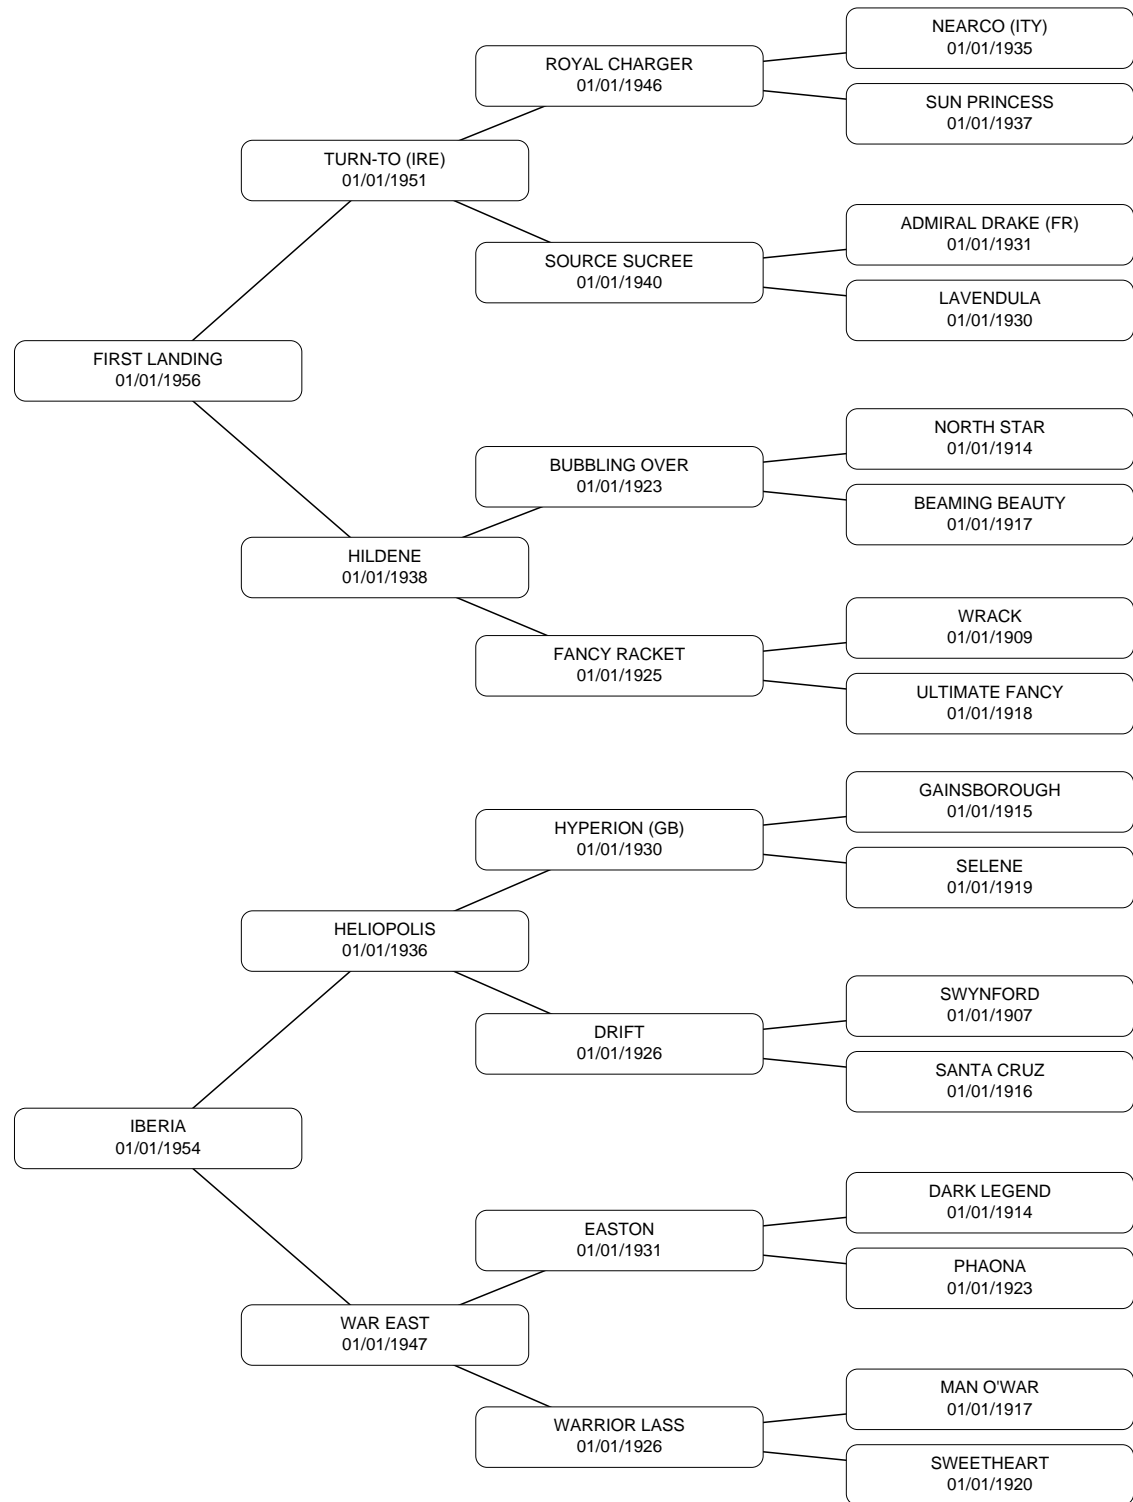 NEARCO (ITY)
01/01/1935
ROYAL CHARGER
01/01/1946
SUN PRINCESS
01/01/1937
TURN-TO (IRE)
01/01/1951
ADMIRAL DRAKE (FR)
01/01/1931
SOURCE SUCREE
01/01/1940
LAVENDULA
01/01/1930
FIRST LANDING
01/01/1956
NORTH STAR
01/01/1914
BUBBLING OVER
01/01/1923
BEAMING BEAUTY
01/01/1917
HILDENE
01/01/1938
WRACK
01/01/1909
FANCY RACKET
01/01/1925
ULTIMATE FANCY
01/01/1918
GAINSBOROUGH
01/01/1915
HYPERION (GB)
01/01/1930
SELENE
01/01/1919
HELIOPOLIS
01/01/1936
SWYNFORD
01/01/1907
DRIFT
01/01/1926
SANTA CRUZ
01/01/1916
IBERIA
01/01/1954
DARK LEGEND
01/01/1914
EASTON
01/01/1931
PHAONA
01/01/1923
WAR EAST
01/01/1947
MAN O'WAR
01/01/1917
WARRIOR LASS
01/01/1926
SWEETHEART
01/01/1920